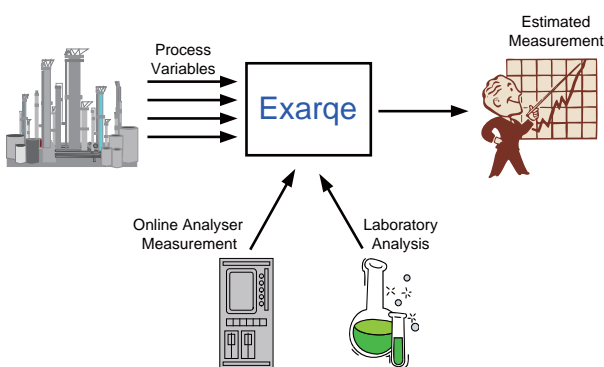 Estimated
Measurement
Process
Variables
Exarqe
Online Analyser
Measurement
Laboratory
Analysis